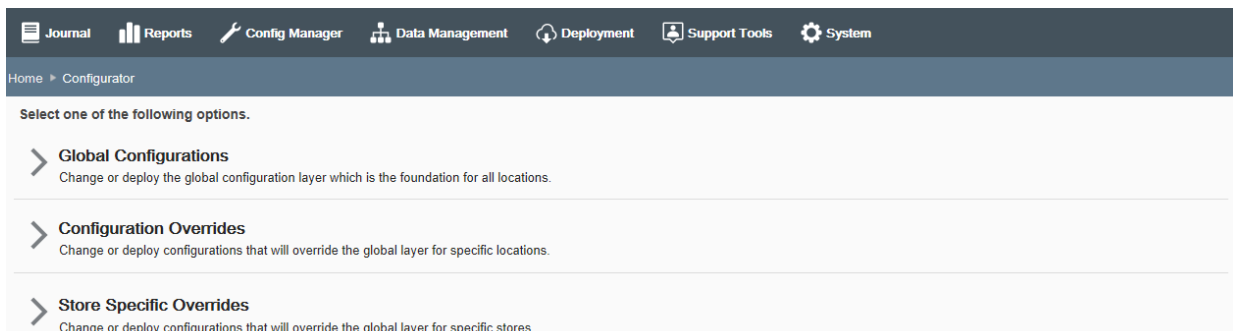 Journal Reports Config Manager Data Management Deployment Support Tools System
Home Configurator
Select one of the following options.
Global Configurations
Change or deploy the global configuration layer which is the foundation for all locations.
Configuration Overrides
Change or deploy configurations that will override the global layer for specific locations.
Store Specific Overrides
Change or deploy configurations that will override the global layer for specific stores